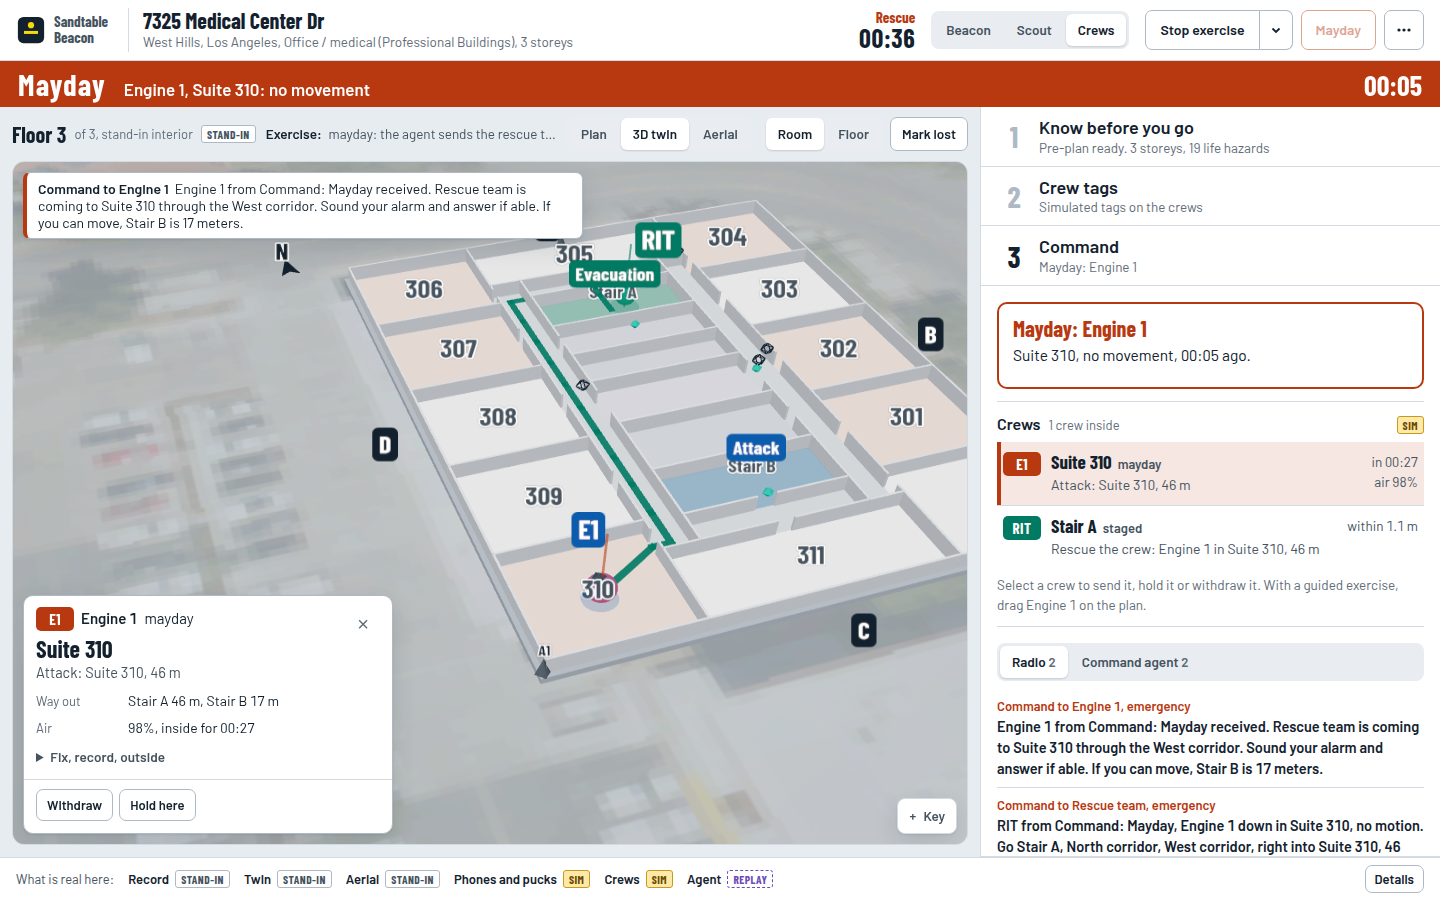 Sandtable
Beacon
7325 Medical Center Dr
West Hills, Los Angeles, Office / medical (Professional Buildings), 3 storeys
Rescue
00:36
Beacon
Scout
Crews
Stop exercise
Mayday
Mayday
Engine 1, Suite 310: no movement
00:05
Floor 3
of 3, stand-in interior
STAND-IN
Exercise:
mayday: the agent sends the rescue t...
Plan
3D twin
Aerial
Room
Floor
Mark lost
Command to Engine 1 Engine 1 from Command: Mayday received. Rescue team is
coming to Suite 310 through the West corridor. Sound your alarm and answer if able. If
you can move, Stair B is 17 meters.
N
RIT
304
305
Evacuation
Stair A
306
303
B
307
302
308
301
D
Attack
Stair B
309
E1
311
310
C
A1
E1
Engine 1 mayday
Suite 310
Attack: Suite 310, 46 m
Way out
Stair A 46 m, Stair B 17 m
Air
98%, inside for 00:27
Fix, record, outside
Withdraw
Hold here
+ Key
1
Know before you go
Pre-plan ready. 3 storeys, 19 life hazards
2
Crew tags
Simulated tags on the crews
3
Command
Mayday: Engine 1
Mayday: Engine 1
Suite 310, no movement, 00:05 ago.
Crews 1 crew inside
SIM
E1
Suite 310 mayday
in 00:27
Attack: Suite 310, 46 m
air 98%
RIT
Stair A staged
within 1.1 m
Rescue the crew: Engine 1 in Suite 310, 46 m
Select a crew to send it, hold it or withdraw it. With a guided exercise,
drag Engine 1 on the plan.
Radio 2
Command agent 2
Command to Engine 1, emergency
Engine 1 from Command: Mayday received. Rescue team is coming
to Suite 310 through the West corridor. Sound your alarm and
answer if able. If you can move, Stair B is 17 meters.
Command to Rescue team, emergency
RIT from Command: Mayday, Engine 1 down in Suite 310, no motion.
Go Stair A, North corridor, West corridor, right into Suite 310, 46
What is real here:
Record STAND-IN
Twin STAND-IN
Aerial STAND-IN
Phones and pucks SIM
Crews SIM
Agent REPLAY
Details